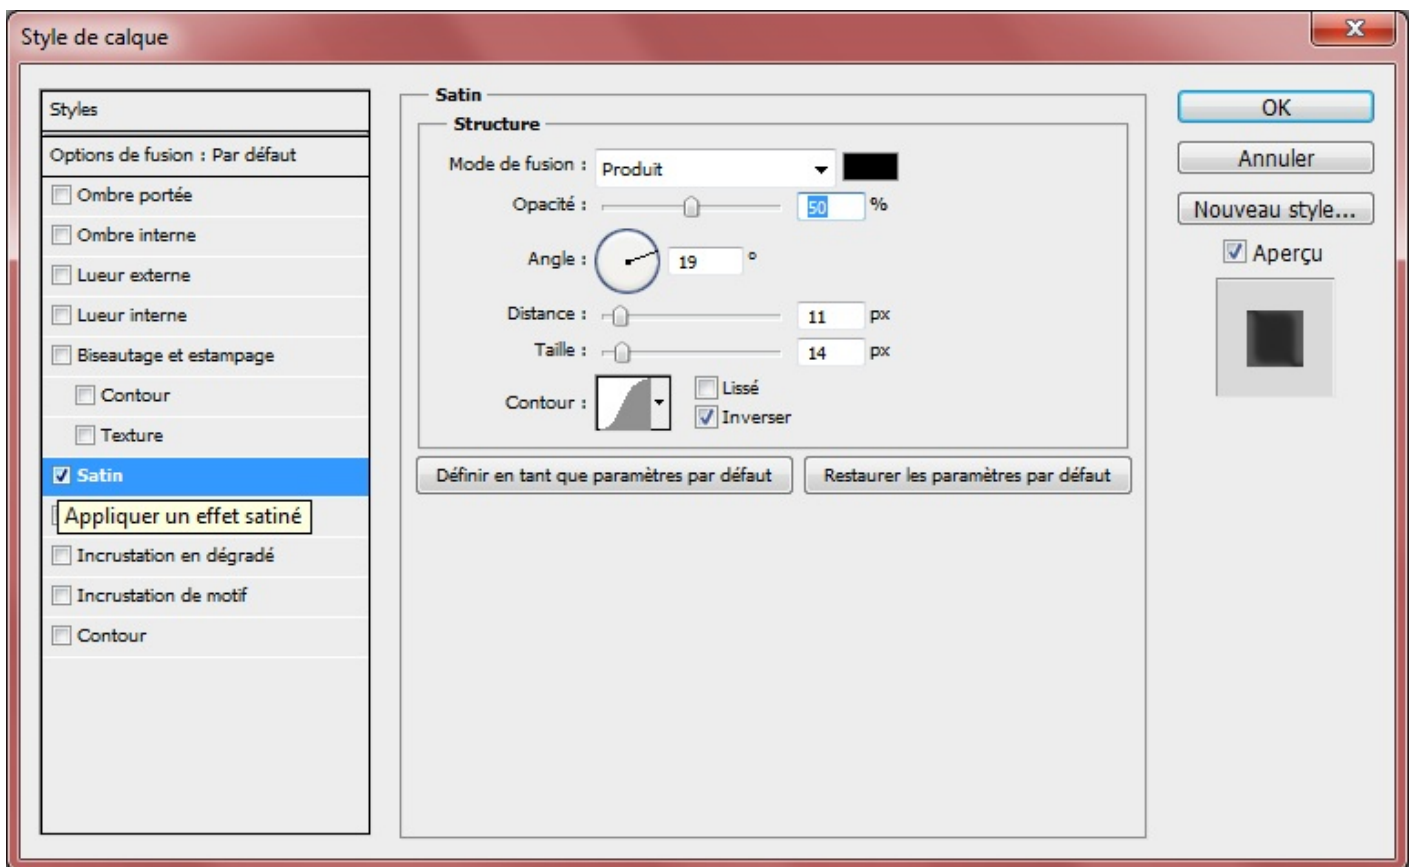 Style de calque
Styles
Options de fusion : Par défaut
Ombre portée
Ombre interne
Lueur externe
Lueur interne
Biseautage et estampage
Contour
Texture
Satin
Appliquer un effet satiné
Incrustation en dégradé
Incrustation de motif
Contour
Satin
Structure
Mode de fusion : Produit
Opacité : 50 %
Angle : 19 °
Distance : 11 px
Taille : 14 px
Contour :
Lissé
Inverser
Définir en tant que paramètres par défaut Restaurer les paramètres par défaut
OK
Annuler
Nouveau style...
Aperçu